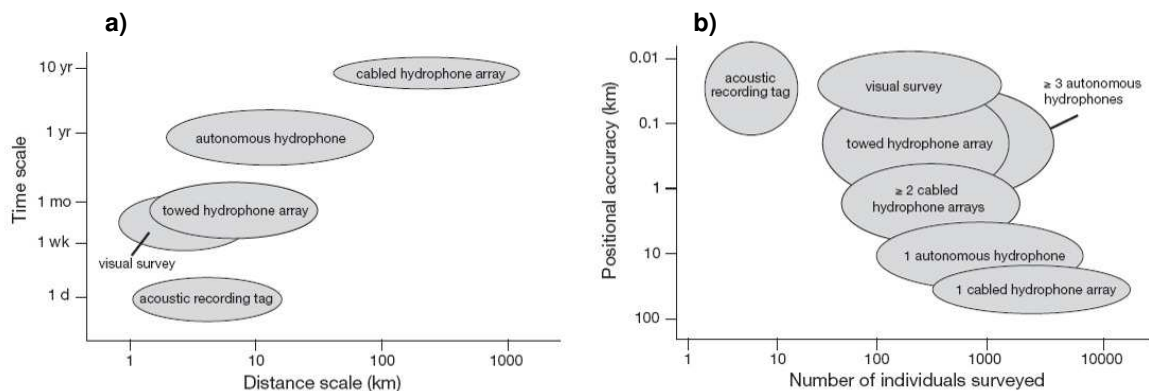 a)
Time scale
10 yr
1 yr
1 mo
1 wk
1 d
cabled hydrophone array
autonomous hydrophone
towed hydrophone array
visual survey
acoustic recording tag
1
10
100
1000
Distance scale (km)
b)
Positional accuracy (km)
0.01
0.1
1
10
100
acoustic
recording tag
visual survey
≥ 3 autonomous
hydrophones
towed hydrophone array
≥ 2 cabled
hydrophone arrays
1 autonomous hydrophone
1 cabled hydrophone array
1
10
100
1000
10000
Number of individuals surveyed